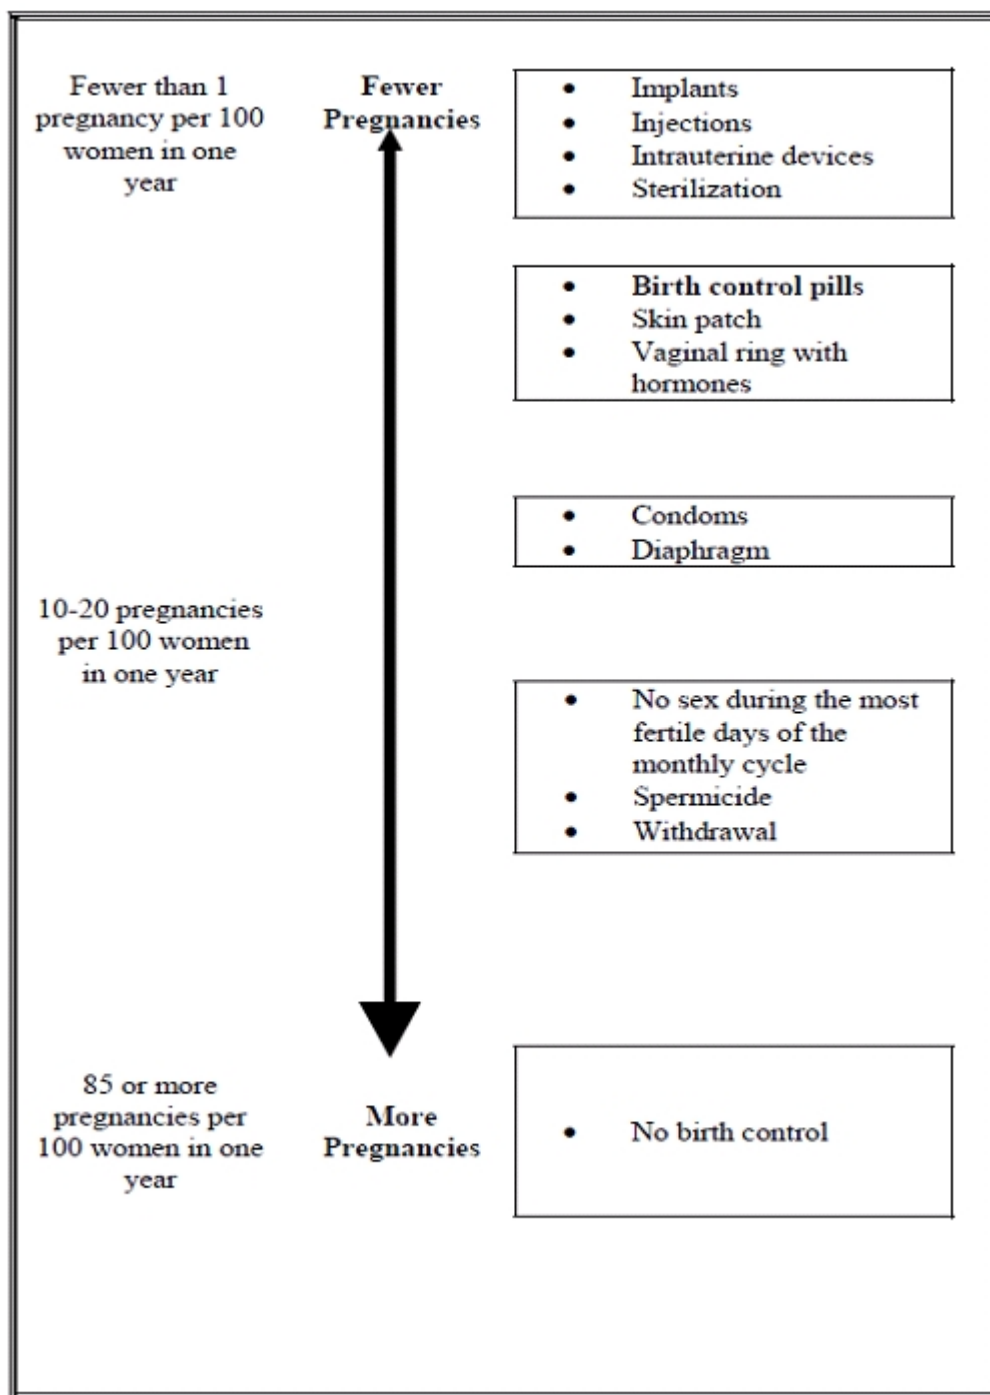 Fewer than 1
pregnancy per 100
women in one
year
Fewer
Pregnancies
• Implants
• Injections
• Intrauterine devices
• Sterilization
• Birth control pills
• Skin patch
• Vaginal ring with
hormones
• Condoms
• Diaphragm
10-20 pregnancies
per 100 women
in one year
• No sex during the most
fertile days of the
monthly cycle
• Spermicide
• Withdrawal
85 or more
pregnancies per
100 women in one
year
More
Pregnancies
• No birth control